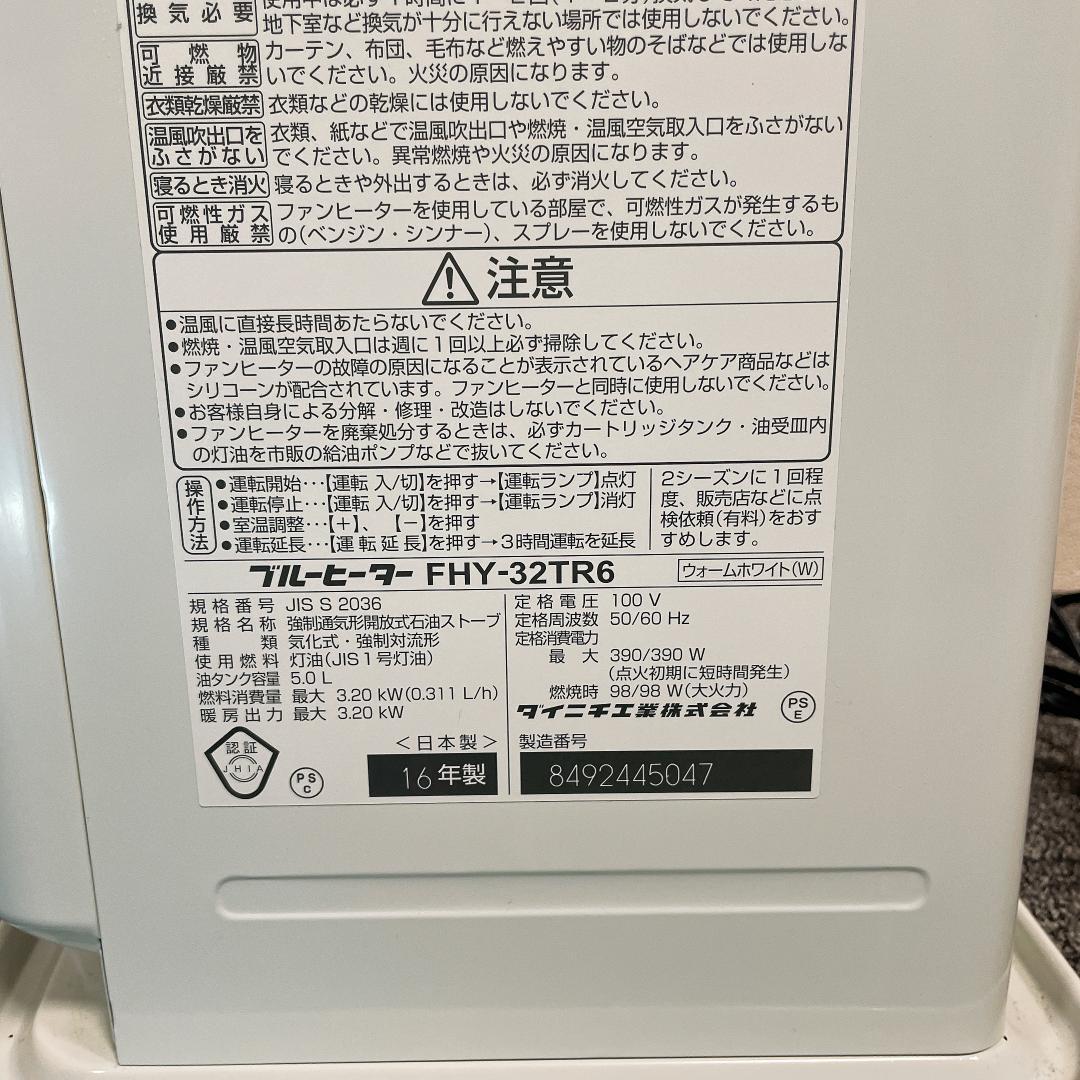 換気必要
地下室など換気が十分に行えない場所では使用しないでください。
可燃物近接厳禁
カーテン、布団、毛布など燃えやすい物のそばなどでは使用しな
いでください。火災の原因になります。
衣類乾燥厳禁 衣類などの乾燥には使用しないでください。
温風吹出口をふさがない
衣類、紙などで温風吹出口や燃焼・温風空気取入口をふさがない
でください。異常燃焼や火災の原因になります。
寝るとき消火 寝るときや外出するときは、必ず消火してください。
可燃性ガス使用厳禁
ファンヒーターを使用している部屋で、可燃性ガスが発生するも
の(ベンジン・シンナー)、スプレーを使用しないでください。
注意
●温風に直接長時間あたらないでください。
●燃焼・温風空気取入口は週に1回以上必ず掃除してください。
●ファンヒーターの故障の原因になることが表示されているヘアケア商品などは
シリコーンが配合されています。ファンヒーターと同時に使用しないでください。
●お客様自身による分解・修理・改造はしないでください。
●ファンヒーターを廃棄処分するときは、必ずカートリッジタンク・油受皿内
の灯油を市販の給油ポンプなどで抜いてください。
操作方法
●運転開始…【運転 入/切】を押す→【運転ランプ】点灯
●運転停止…【運転 入/切】を押す→【運転ランプ】消灯
●室温調整…【+】、【−】を押す
●運転延長…【運転延長】を押す→3時間運転を延長
2シーズンに1回程
度、販売店などに点
検依頼(有料)をおす
すめします。
ブルーヒーター FHY-32TR6 ウォームホワイト(W)
規格番号 JIS S 2036
規格名称 強制通気形開放式石油ストーブ
種類 気化式・強制対流形
使用燃料 灯油(JIS1号灯油)
油タンク容量 5.0 L
燃料消費量 最大 3.20 kW(0.311 L/h)
暖房出力 最大 3.20 kW
定格電圧 100 V
定格周波数 50/60 Hz
定格消費電力
最大 390/390 W
(点火初期に短時間発生)
燃焼時 98/98 W(大火力)
ダイニチ工業株式会社
PS E
認証
JHIA
PS C
<日本製>
16年製
製造番号
8492445047